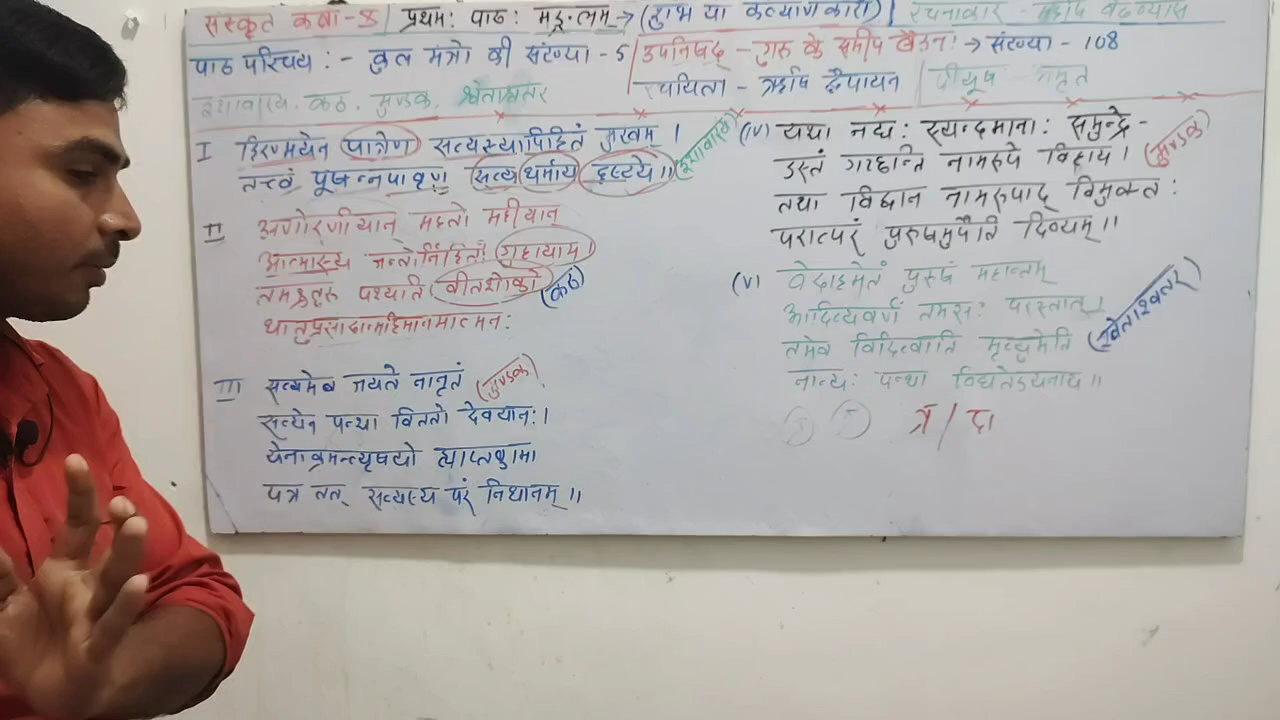 संस्कृत कक्षा - X | प्रथमः पाठः मङ्गलम् → (शुभ या कल्याणकारी) | रचनाकार - महर्षि वेदव्यास
पाठ परिचय : - कुल मंत्रो की संख्या - 5 | उपनिषद् - गुरु के समीप बैठना → संख्या - 108
ईशावास्य, कठ, मुण्डक, श्वेताश्वतर | रचयिता - महर्षि द्वैपायन | पीयूष - अमृत
I हिरण्मयेन पात्रेण सत्यस्यापिहितं मुखम् ।
तत्त्वं पूषन्नपावृणु सत्य धर्माय दृष्टये ॥ (ईशावास्य)
II अणोरणीयान् महतो महीयान्
आत्मास्य जन्तोर्निहितो गुहायाम् ।
तमक्रतुः पश्यति वीतशोको (कठ)
धातुप्रसादान्महिमानमात्मनः
III सत्यमेव जयते नानृतं (मुण्डक)
सत्येन पन्था विततो देवयानः ।
येनाक्रमन्त्यृषयो ह्याप्तकामा
यत्र तत् सत्यस्य परं निधानम् ॥
(IV) यथा नद्यः स्यन्दमानाः समुन्द्रे -
ऽस्तं गच्छन्ति नामरूपे विहाय । (मुण्डक)
तथा विद्वान नामरूपाद् विमुक्तः
परात्परं पुरुषमुपैति दिव्यम् ॥
(V) वेदाहमेतं पुरुषं महान्तम्
आदित्यवर्णं तमसः परस्तात् ।
तमेव विदित्वाति मृत्युमेति (श्वेताश्वतर)
नान्यः पन्था विद्यतेऽयनाय ॥